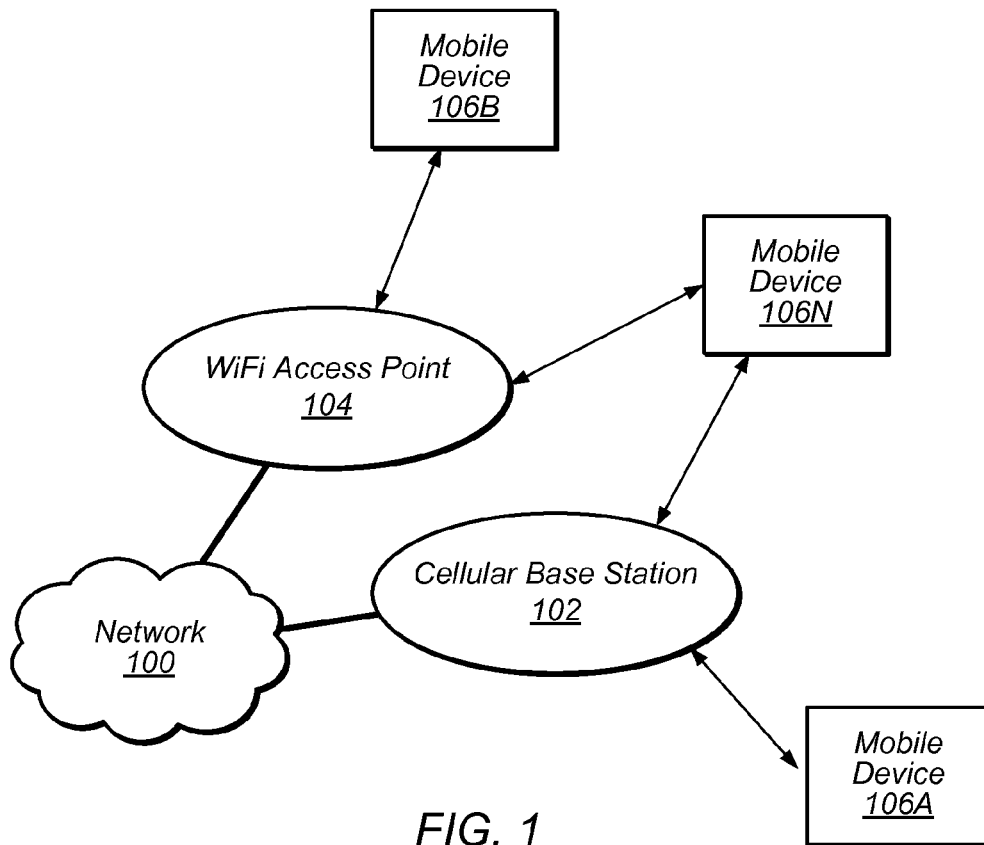 Mobile
Device
106B
Mobile
Device
106N
WiFi Access Point
104
Cellular Base Station
102
Network
100
Mobile
Device
106A
FIG. 1